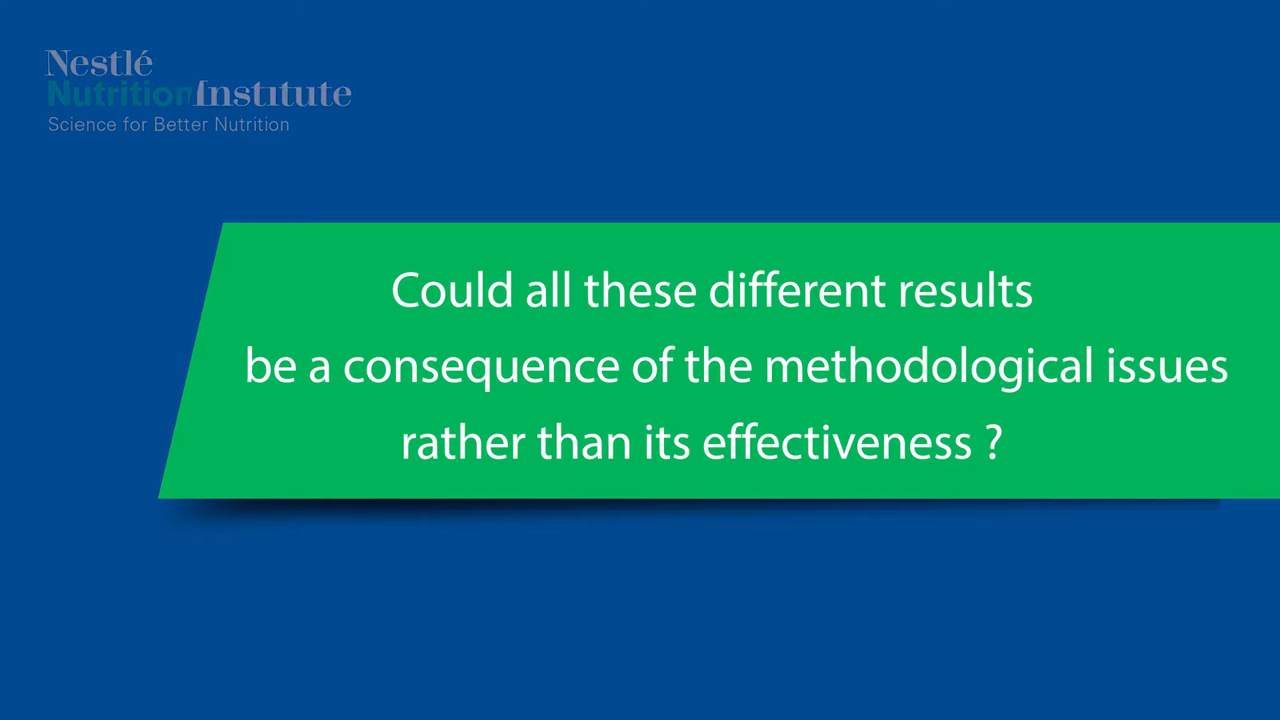 Nestlé
NutritionInstitute
Science for Better Nutrition
Could all these different results
be a consequence of the methodological issues
rather than its effectiveness ?